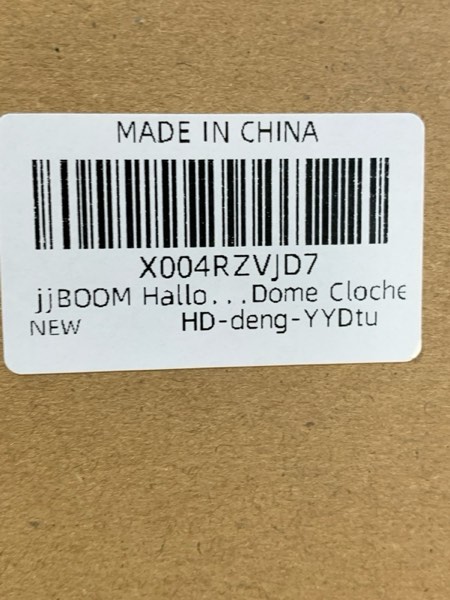 MADE IN CHINA
X004RZVJD7
jjBOOM Hallo...Dome Cloche
NEW HD-deng-YYDtu